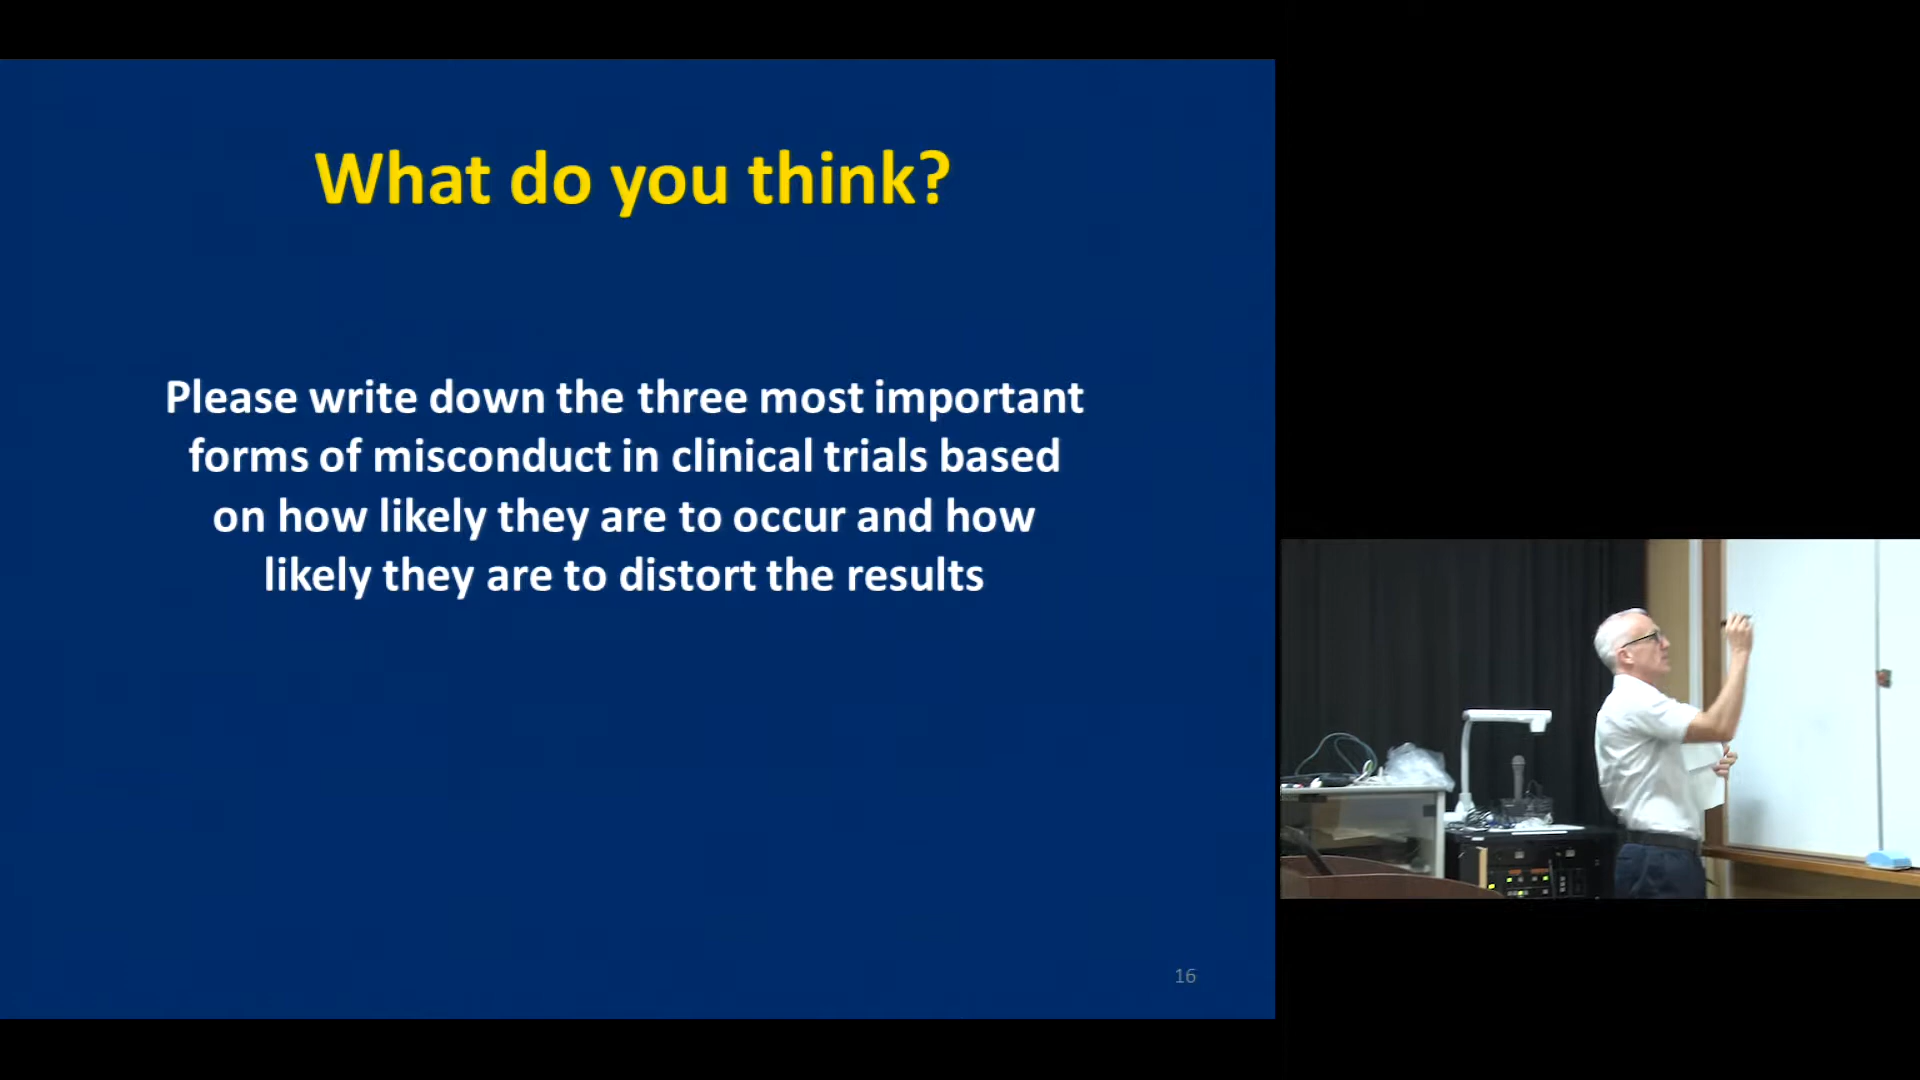 What do you think?
Please write down the three most important
forms of misconduct in clinical trials based
on how likely they are to occur and how
likely they are to distort the results
16